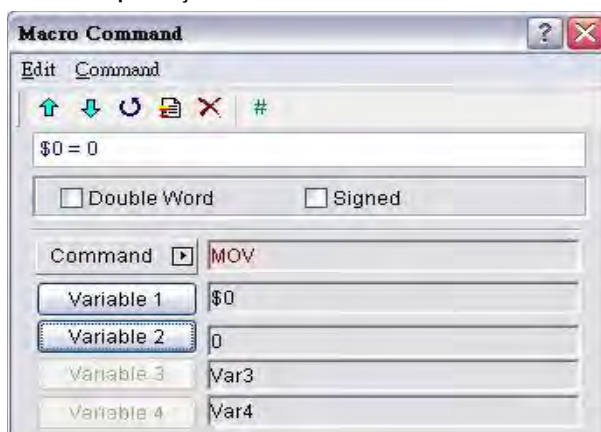 Macro Command
Edit Command
#
$0 = 0
Double Word Signed
Command MOV
Variable 1 $0
Variable 2 0
Variable 3 Var3
Variable 4 Var4